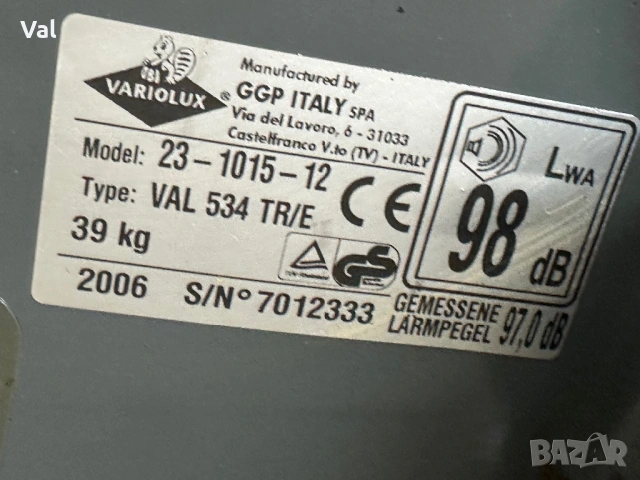 Val
OBI
VARIOLUX ®
Manufactured by
GGP ITALY SPA
Via del Lavoro, 6 - 31033
Castelfranco V.to (TV) - ITALY
Model: 23-1015-12
Type: VAL 534 TR/E
39 kg
CE
GS
2006 S/N° 7012333
LWA
98
dB
GEMESSENE
LÄRMPEGEL 97,0 dB
BAZAR